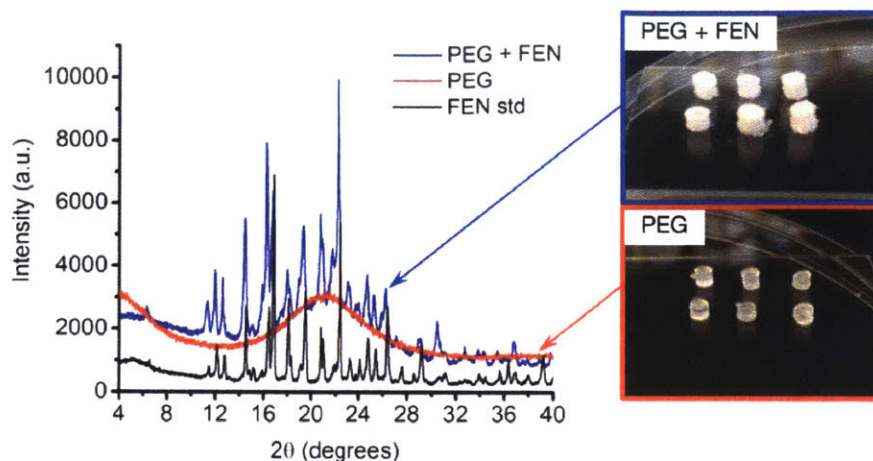 PEG + FEN
PEG
FEN std
10000
8000
6000
4000
2000
0
Intensity (a.u.)
4 8 12 16 20 24 28 32 36 40
2θ (degrees)
PEG + FEN
PEG